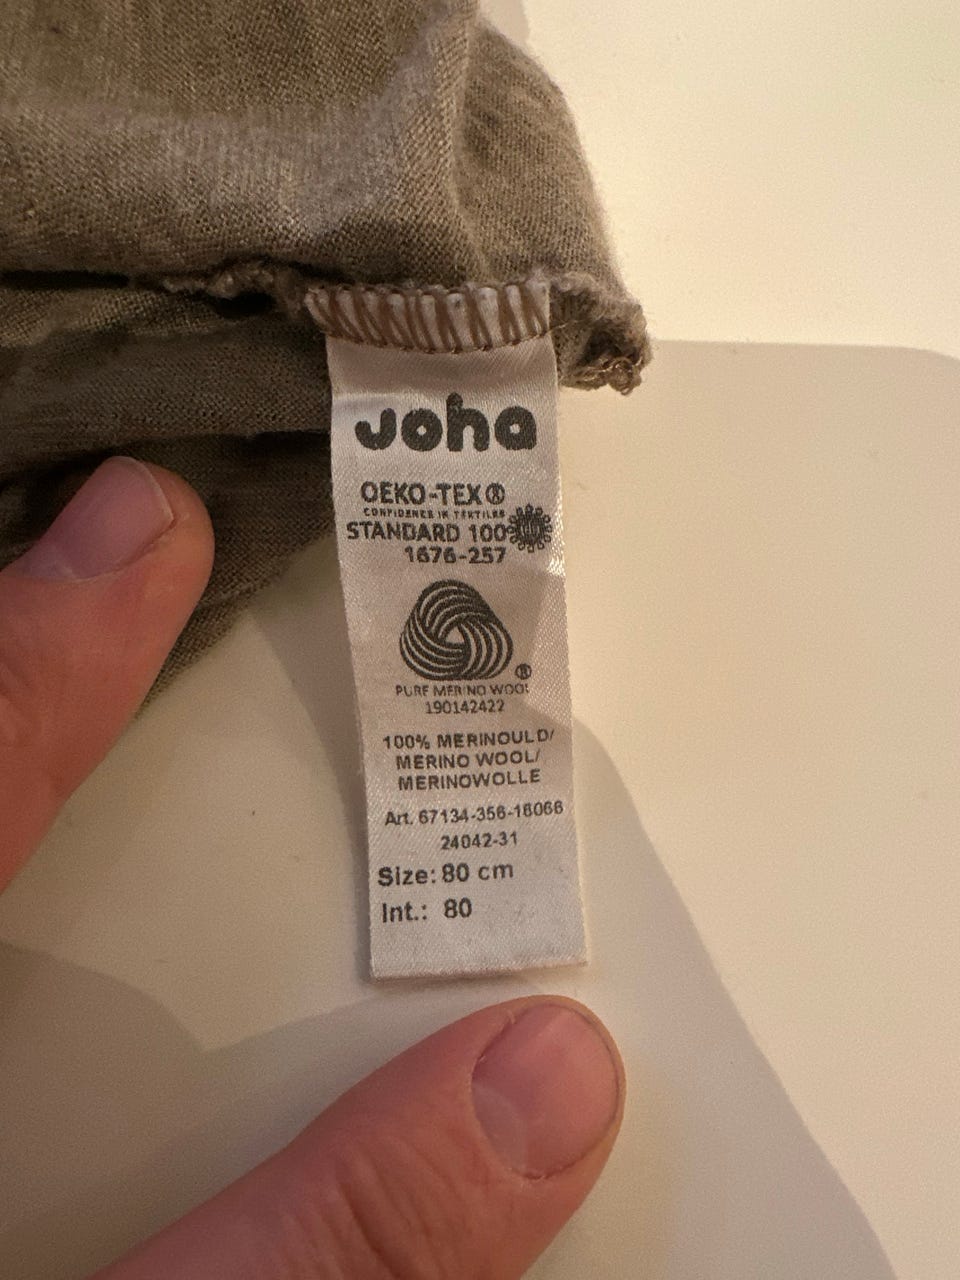 Joha
OEKO-TEX®
CONFIDENCE IN TEXTILES
STANDARD 100
1676-257
®
PURE MERINO WOOL
190142422
100% MERINOULD/
MERINO WOOL/
MERINOWOLLE
Art. 67134-356-16066
24042-31
Size: 80 cm
Int.: 80